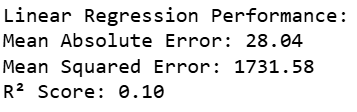 Linear Regression Performance:
Mean Absolute Error: 28.04
Mean Squared Error: 1731.58
R² Score: 0.10